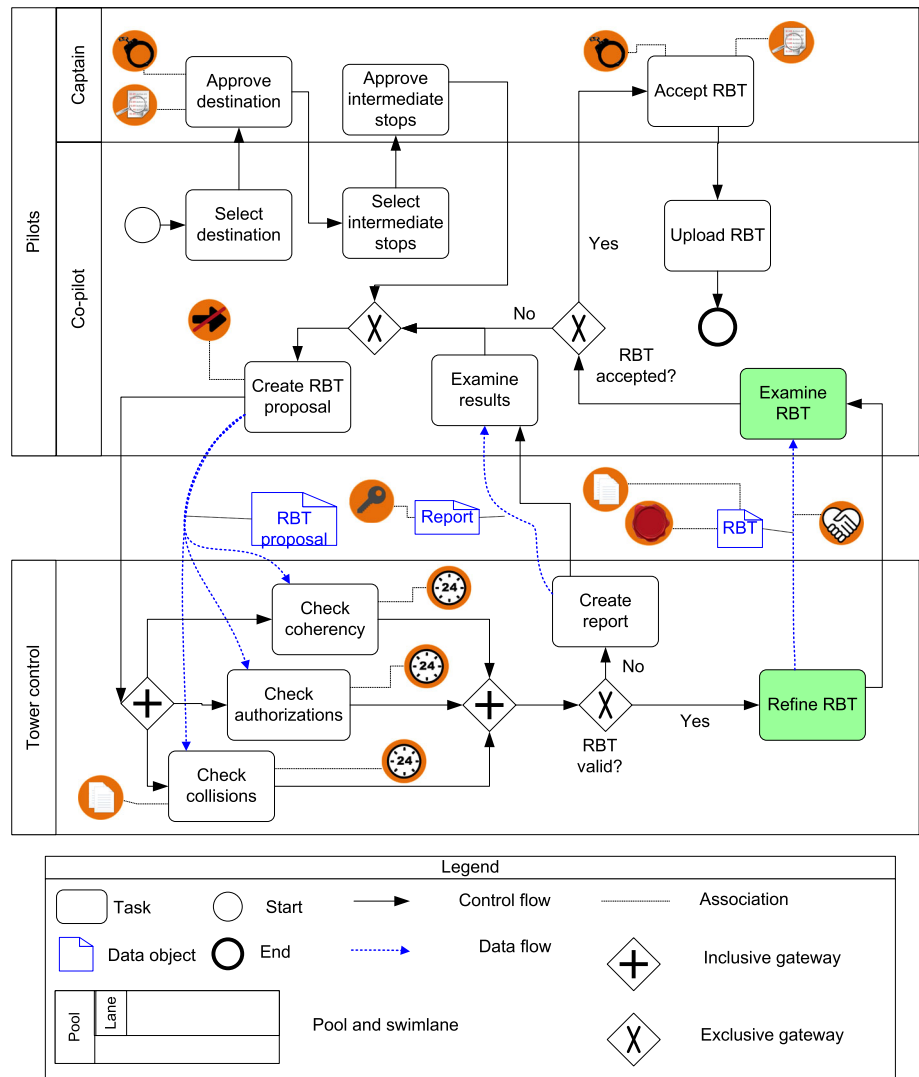 Pilots
Captain
Approve
destination
Approve
intermediate
stops
Accept RBT
Co-pilot
Select
destination
Select
intermediate
stops
Upload RBT
Yes
No
RBT
accepted?
Create RBT
proposal
Examine
results
Examine
RBT
RBT
proposal
Report
RBT
Tower control
24
Check
coherency
Create
report
24
Check
authorizations
No
Refine RBT
Yes
RBT
valid?
24
Check
collisions
Legend
Task
Start
Control flow
Association
Data object
End
Data flow
Inclusive gateway
Pool
Lane
Pool and swimlane
Exclusive gateway